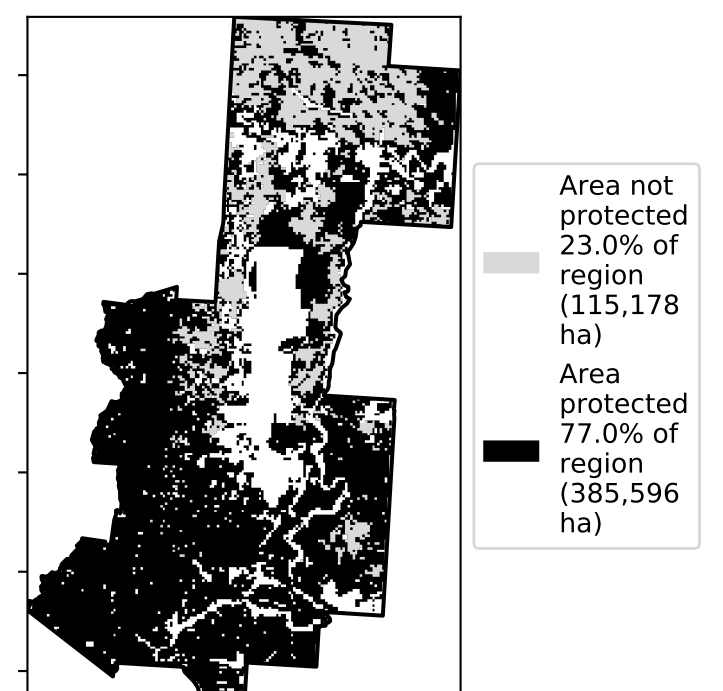 Area not
protected
23.0% of
region
(115,178
ha)
Area
protected
77.0% of
region
(385,596
ha)